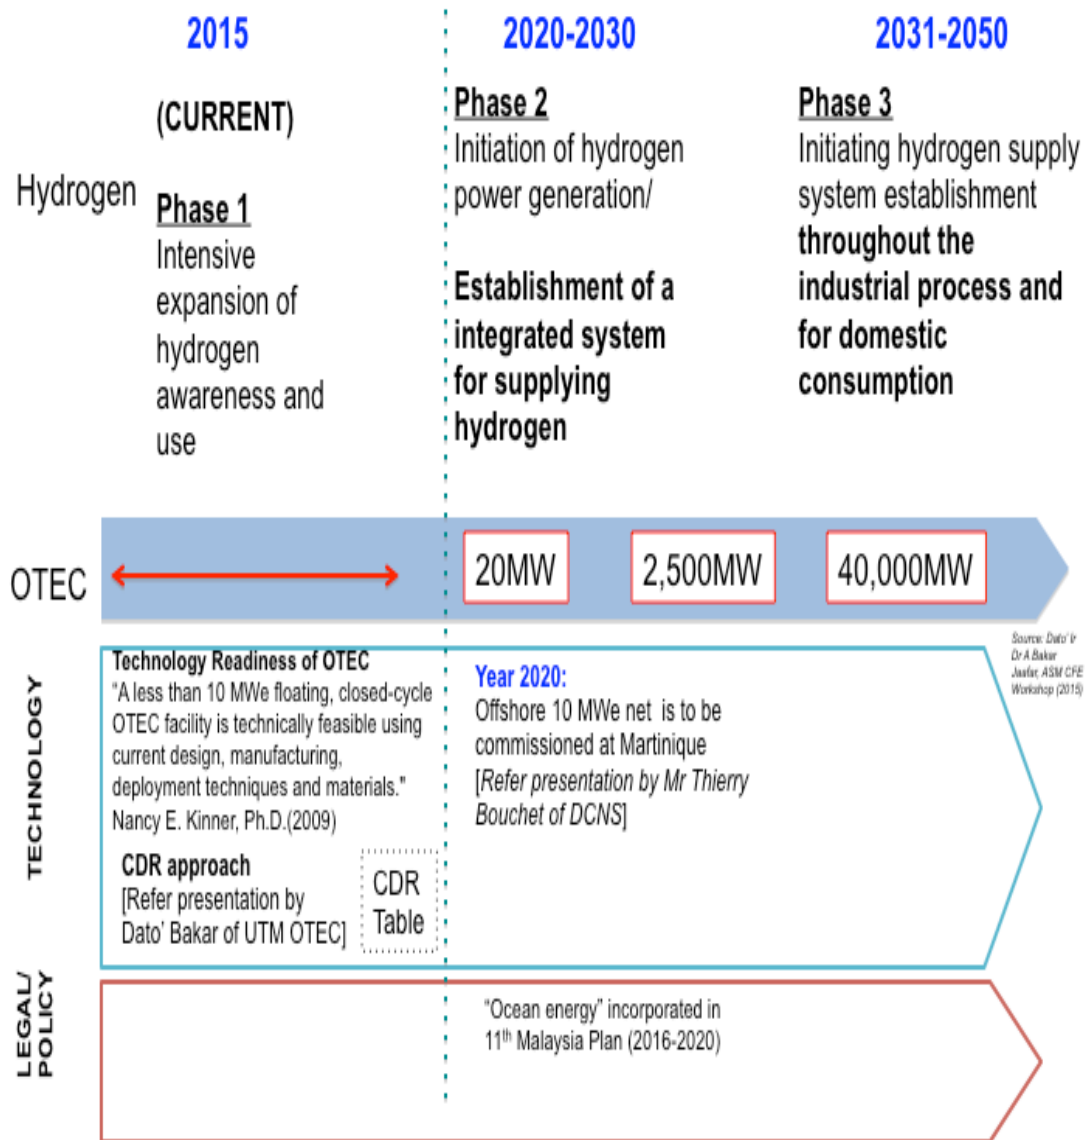 2015
2020-2030
2031-2050
Hydrogen
(CURRENT)
Phase 1
Intensive
expansion of
hydrogen
awareness and
use
Phase 2
Initiation of hydrogen
power generation/
Establishment of a
integrated system
for supplying
hydrogen
Phase 3
Initiating hydrogen supply
system establishment
throughout the
industrial process and
for domestic
consumption
OTEC
20MW
2,500MW
40,000MW
Source: Dato' Ir
Dr A Bakar
Jaafar, ASM CFE
Workshop (2015)
TECHNOLOGY
Technology Readiness of OTEC
"A less than 10 MWe floating, closed-cycle
OTEC facility is technically feasible using
current design, manufacturing,
deployment techniques and materials."
Nancy E. Kinner, Ph.D.(2009)
CDR approach
[Refer presentation by
Dato' Bakar of UTM OTEC]
CDR
Table
Year 2020:
Offshore 10 MWe net is to be
commissioned at Martinique
[Refer presentation by Mr Thierry
Bouchet of DCNS]
LEGAL/
POLICY
"Ocean energy" incorporated in
11th Malaysia Plan (2016-2020)